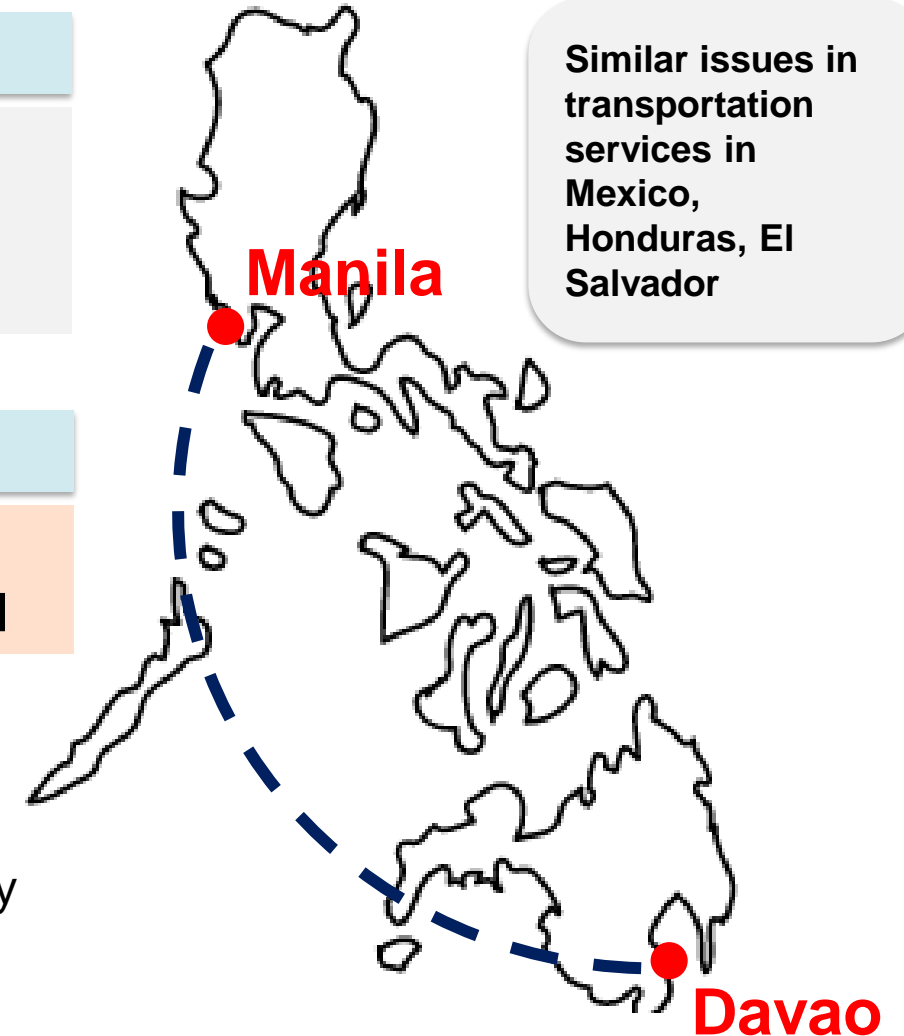 Similar issues in
transportation
services in
Mexico,
Honduras, El
Salvador
Manila
Davao